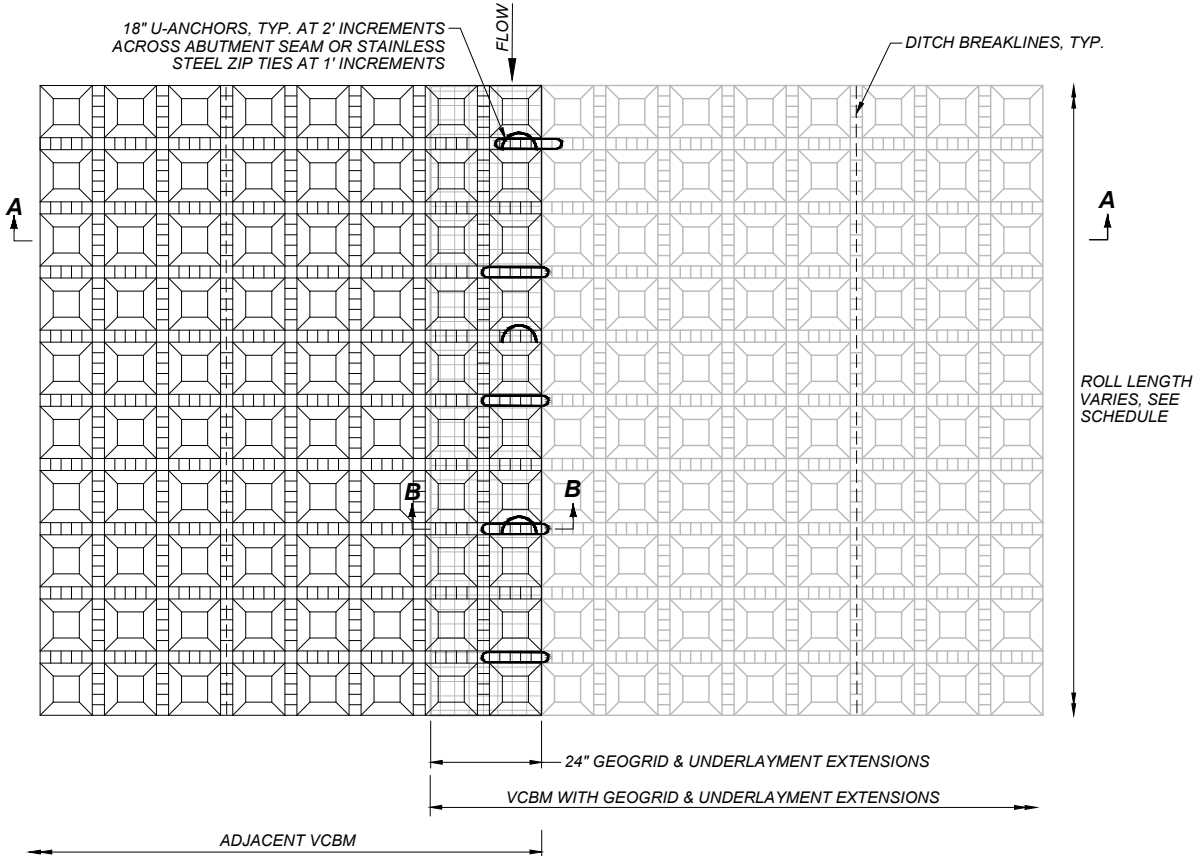 18" U-ANCHORS, TYP. AT 2' INCREMENTS
ACROSS ABUTMENT SEAM OR STAINLESS
STEEL ZIP TIES AT 1' INCREMENTS
FLOW
DITCH BREAKLINES, TYP.
A
A
ROLL LENGTH
VARIES, SEE
SCHEDULE
B
B
24" GEOGRID & UNDERLAYMENT EXTENSIONS
VCBM WITH GEOGRID & UNDERLAYMENT EXTENSIONS
ADJACENT VCBM